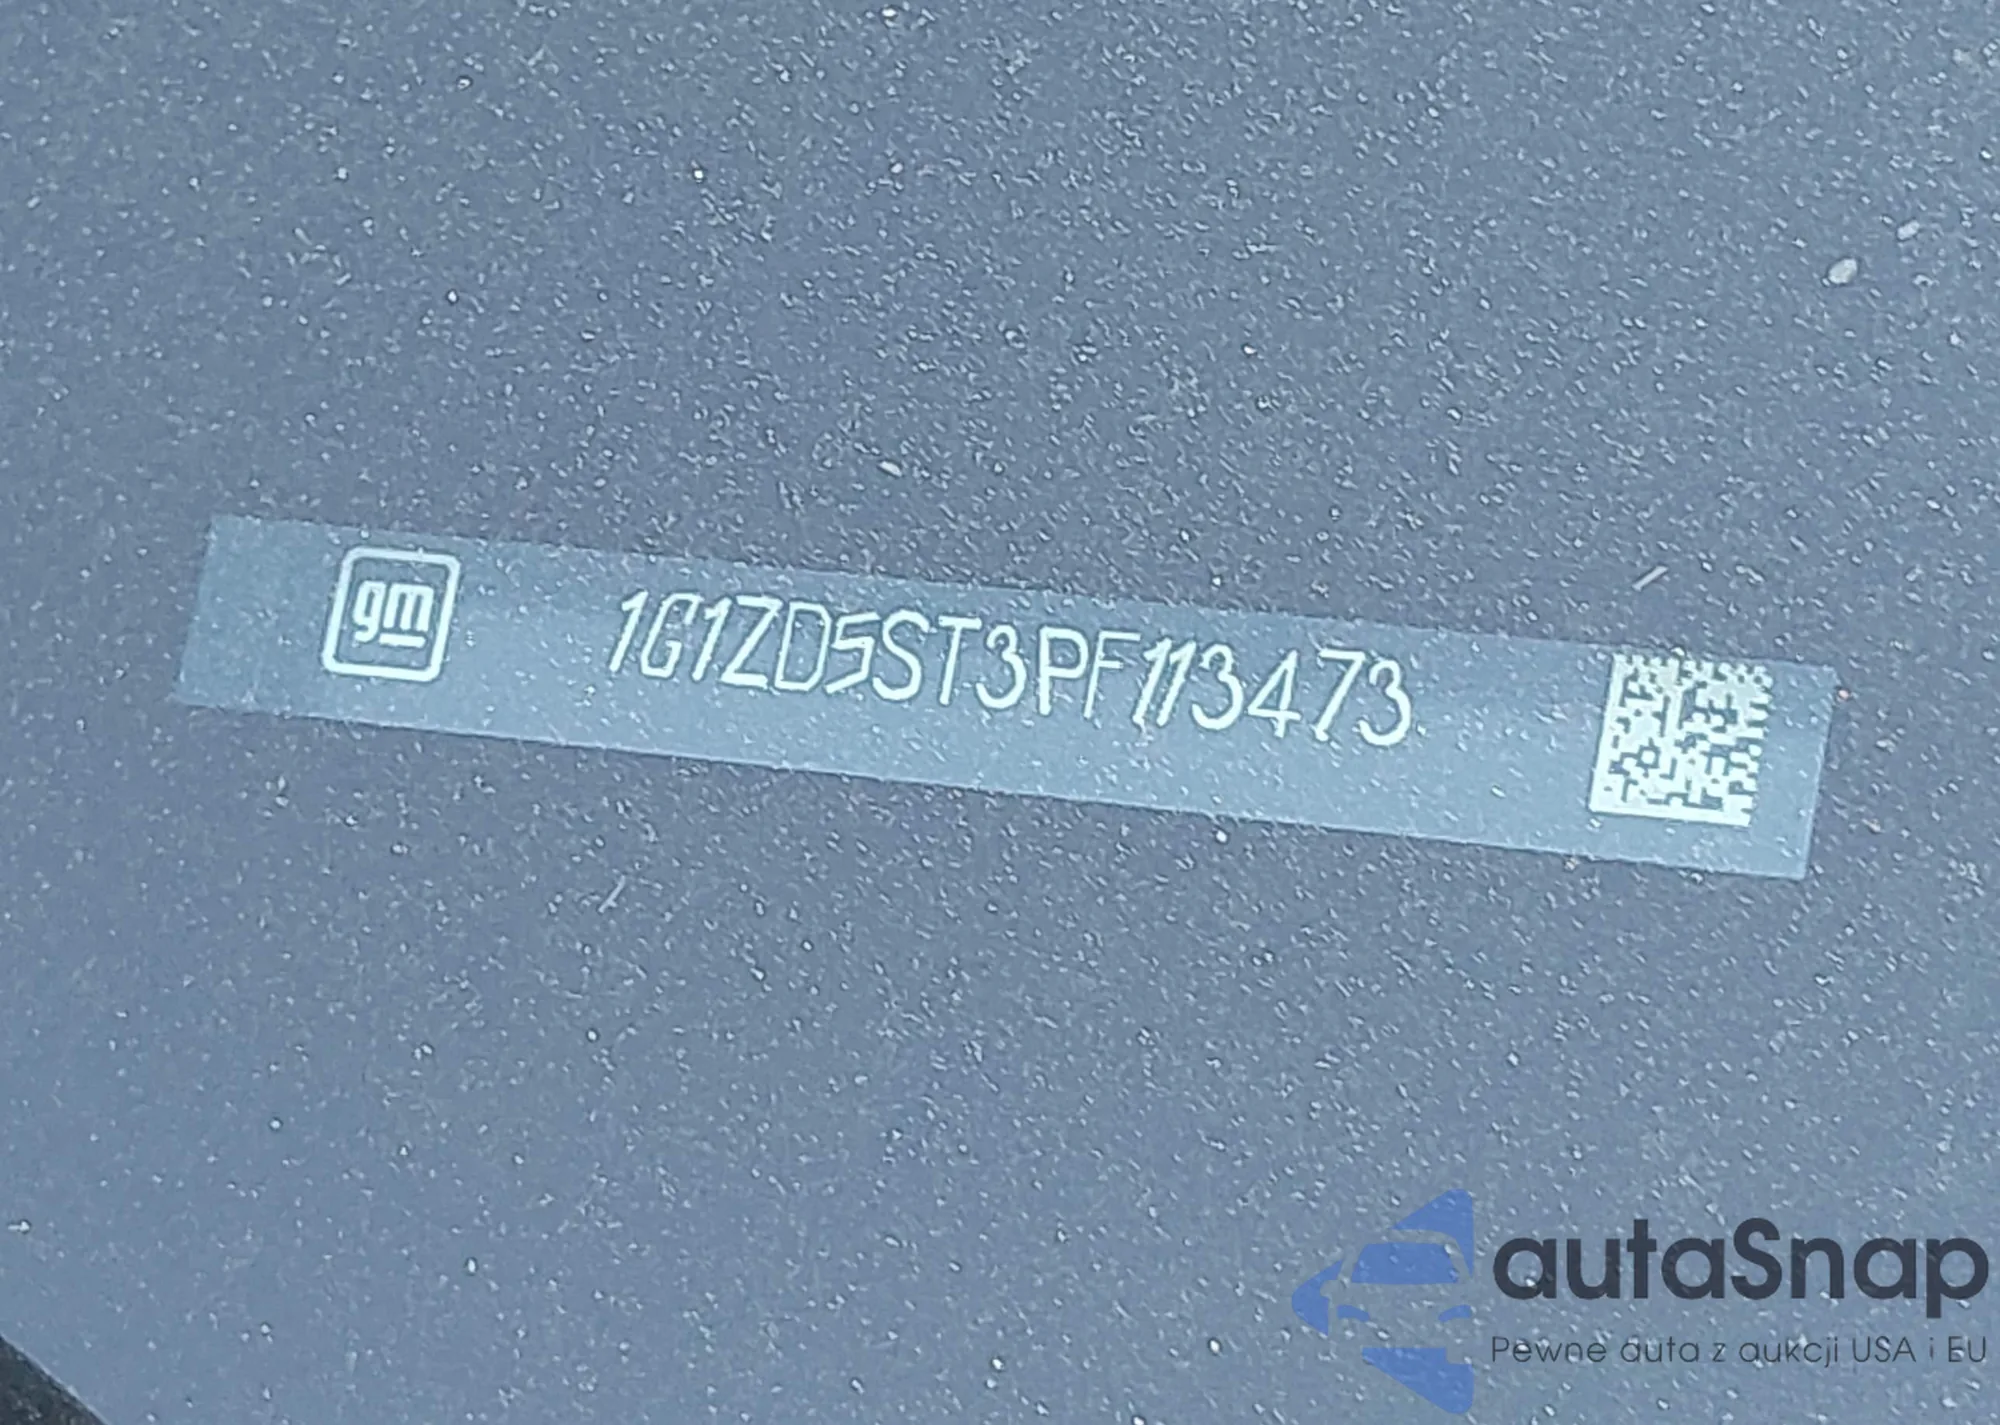 gm 1G1ZD5ST3PF113473
autaSnap
Pewne auta z aukcji USA i EU